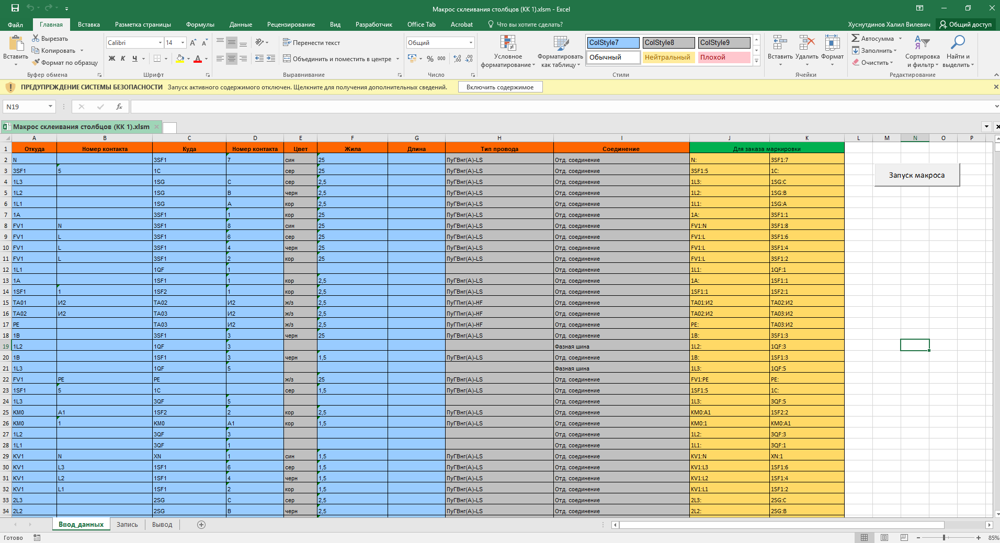 Макрос склеивания столбцов (КК 1).xlsm - Excel
Файл Главная Вставка Разметка страницы Формулы Данные Рецензирование Вид Разработчик Office Tab Acrobat Что вы хотите сделать? Хуснутдинов Халил Вилевич Общий доступ
Вставить Вырезать Копировать Формат по образцу
Буфер обмена
Calibri 14
Ж К Ч
Шрифт
Перенести текст
Объединить и поместить в центре
Выравнивание
Общий
% 000
Число
Условное форматирование
Форматировать как таблицу
ColStyle7 ColStyle8 ColStyle9
Обычный Нейтральный Плохой
Стили
Вставить Удалить Формат
Ячейки
Автосумма
Заполнить
Очистить
Сортировка и фильтр
Найти и выделить
Редактирование
ПРЕДУПРЕЖДЕНИЕ СИСТЕМЫ БЕЗОПАСНОСТИ Запуск активного содержимого отключен. Щелкните для получения дополнительных сведений. Включить содержимое
N19 fx
Макрос склеивания столбцов (КК 1).xlsm
A B C D E F G H I J K L M N O P
1 Откуда Номер контакта Куда Номер контакта Цвет Жила Длина Тип провода Соединение Для заказа маркировки
2 N 3SF1 7 син 25 ПуГВнг(А)-LS Отд. соединение N: 3SF1:7
3 3SF1 5 1C сер 25 ПуГВнг(А)-LS Отд. соединение 3SF1:5 1C:
Запуск макроса
4 1L3 1SG C сер 2,5 ПуГВнг(А)-LS Отд. соединение 1L3: 1SG:C
5 1L2 1SG B черн 2,5 ПуГВнг(А)-LS Отд. соединение 1L2: 1SG:B
6 1L1 1SG A кор 2,5 ПуГВнг(А)-LS Отд. соединение 1L1: 1SG:A
7 1A 3SF1 1 кор 25 ПуГВнг(А)-LS Отд. соединение 1A: 3SF1:1
8 FV1 N 3SF1 8 син 25 ПуГВнг(А)-LS Отд. соединение FV1:N 3SF1:8
9 FV1 L 3SF1 6 сер 25 ПуГВнг(А)-LS Отд. соединение FV1:L 3SF1:6
10 FV1 L 3SF1 4 черн 25 ПуГВнг(А)-LS Отд. соединение FV1:L 3SF1:4
11 FV1 L 3SF1 2 кор 25 ПуГВнг(А)-LS Отд. соединение FV1:L 3SF1:2
12 1L1 1QF 1 Отд. соединение 1L1: 1QF:1
13 1A 1SF1 1 кор 2,5 ПуГВнг(А)-LS Отд. соединение 1A: 1SF1:1
14 1SF1 1 1SF2 1 кор 2,5 ПуГВнг(А)-LS Отд. соединение 1SF1:1 1SF2:1
15 TA01 И2 TA02 И2 ж/з 2,5 ПуГПнг(А)-HF Отд. соединение TA01:И2 TA02:И2
16 TA02 И2 TA03 И2 ж/з 2,5 ПуГПнг(А)-HF Отд. соединение TA02:И2 TA03:И2
17 PE TA03 И2 ж/з 2,5 ПуГПнг(А)-HF Отд. соединение PE: TA03:И2
18 1B 3SF1 3 черн 25 ПуГВнг(А)-LS Отд. соединение 1B: 3SF1:3
19 1L2 1QF 3 Фазная шина 1L2: 1QF:3
20 1B 1SF1 3 черн 1,5 ПуГВнг(А)-LS Отд. соединение 1B: 1SF1:3
21 1L3 1QF 5 Фазная шина 1L3: 1QF:5
22 FV1 PE PE ж/з 25 ПуГВнг(А)-LS Отд. соединение FV1:PE PE:
23 1SF1 5 1C сер 1,5 ПуГВнг(А)-LS Отд. соединение 1SF1:5 1C:
24 1L3 3QF 5 Отд. соединение 1L3: 3QF:5
25 KM0 A1 1SF2 2 кор 2,5 ПуГВнг(А)-LS Отд. соединение KM0:A1 1SF2:2
26 KM0 1 KM0 A1 кор 1,5 ПуГВнг(А)-LS Отд. соединение KM0:1 KM0:A1
27 1L2 3QF 3 Отд. соединение 1L2: 3QF:3
28 1L1 3QF 1 Отд. соединение 1L1: 3QF:1
29 KV1 N XN 1 син 1,5 ПуГВнг(А)-LS Отд. соединение KV1:N XN:1
30 KV1 L3 1SF1 6 сер 1,5 ПуГВнг(А)-LS Отд. соединение KV1:L3 1SF1:6
31 KV1 L2 1SF1 4 черн 1,5 ПуГВнг(А)-LS Отд. соединение KV1:L2 1SF1:4
32 KV1 L1 1SF1 2 кор 1,5 ПуГВнг(А)-LS Отд. соединение KV1:L1 1SF1:2
33 2L3 2SG C сер 2,5 ПуГВнг(А)-LS Отд. соединение 2L3: 2SG:C
34 2L2 2SG B черн 2,5 ПуГВнг(А)-LS Отд. соединение 2L2: 2SG:B
Ввод_данных Запись Вывод
Готово 85%